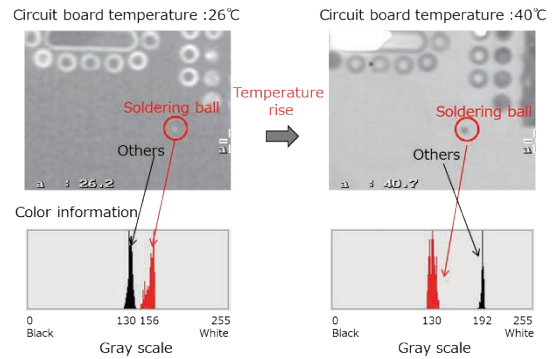 Circuit board temperature :26℃
Circuit board temperature :40℃
Soldering ball
Others
a : 26.2
a
Temperature rise
Soldering ball
Others
a : 40.7
a
Color information
0 130 156 255
Black White
Gray scale
0 130 192 255
Black White
Gray scale